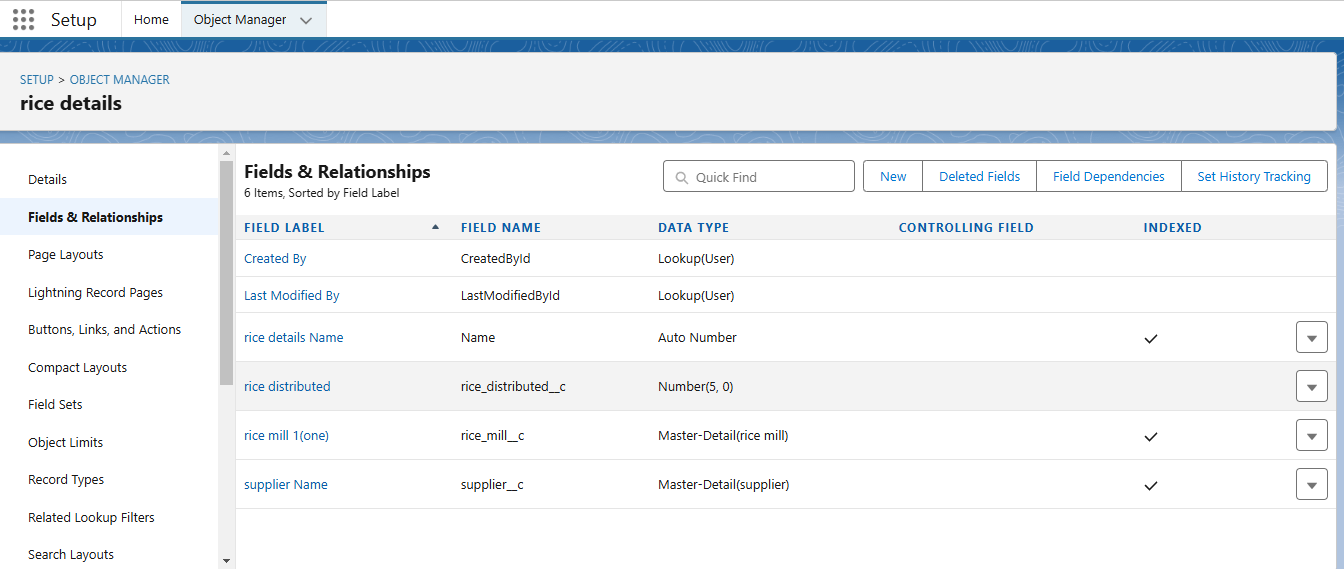 Setup
Home
Object Manager
SETUP > OBJECT MANAGER
rice details
Details
Fields & Relationships
Page Layouts
Lightning Record Pages
Buttons, Links, and Actions
Compact Layouts
Field Sets
Object Limits
Record Types
Related Lookup Filters
Search Layouts
Fields & Relationships
6 Items, Sorted by Field Label
Quick Find
New
Deleted Fields
Field Dependencies
Set History Tracking
FIELD LABEL FIELD NAME DATA TYPE CONTROLLING FIELD INDEXED
Created By CreatedById Lookup(User)
Last Modified By LastModifiedById Lookup(User)
rice details Name Name Auto Number
rice distributed rice_distributed__c Number(5, 0)
rice mill 1(one) rice_mill__c Master-Detail(rice mill)
supplier Name supplier__c Master-Detail(supplier)